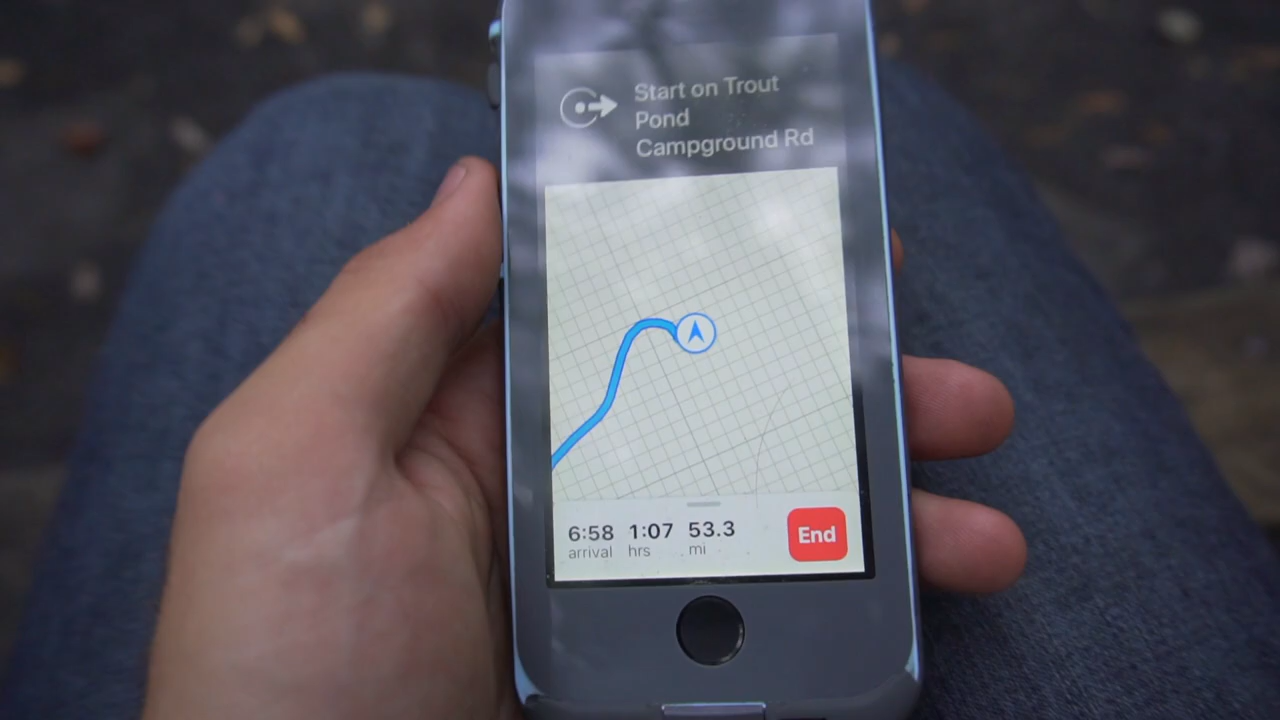 Start on Trout
Pond
Campground Rd
6:58 1:07 53.3
arrival hrs mi
End